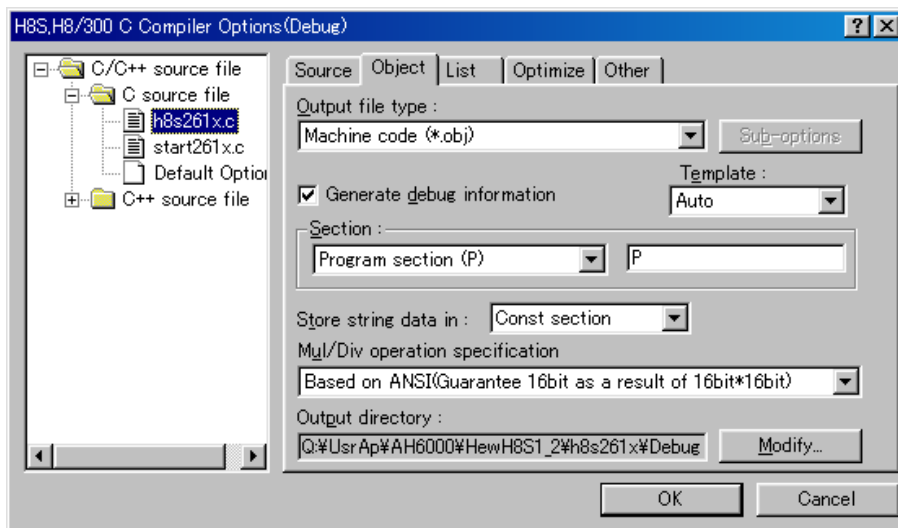 H8S,H8/300 C Compiler Options(Debug)
C/C++ source file
C source file
h8s261x.c
start261x.c
Default Option
C++ source file
Source Object List Optimize Other
Output file type :
Machine code (*.obj) Sub-options
Generate debug information
Template :
Auto
Section :
Program section (P) P
Store string data in : Const section
Mul/Div operation specification
Based on ANSI(Guarantee 16bit as a result of 16bit*16bit)
Output directory :
Q:¥UsrAp¥AH6000¥HewH8S1_2¥h8s261x¥Debug Modify...
OK Cancel